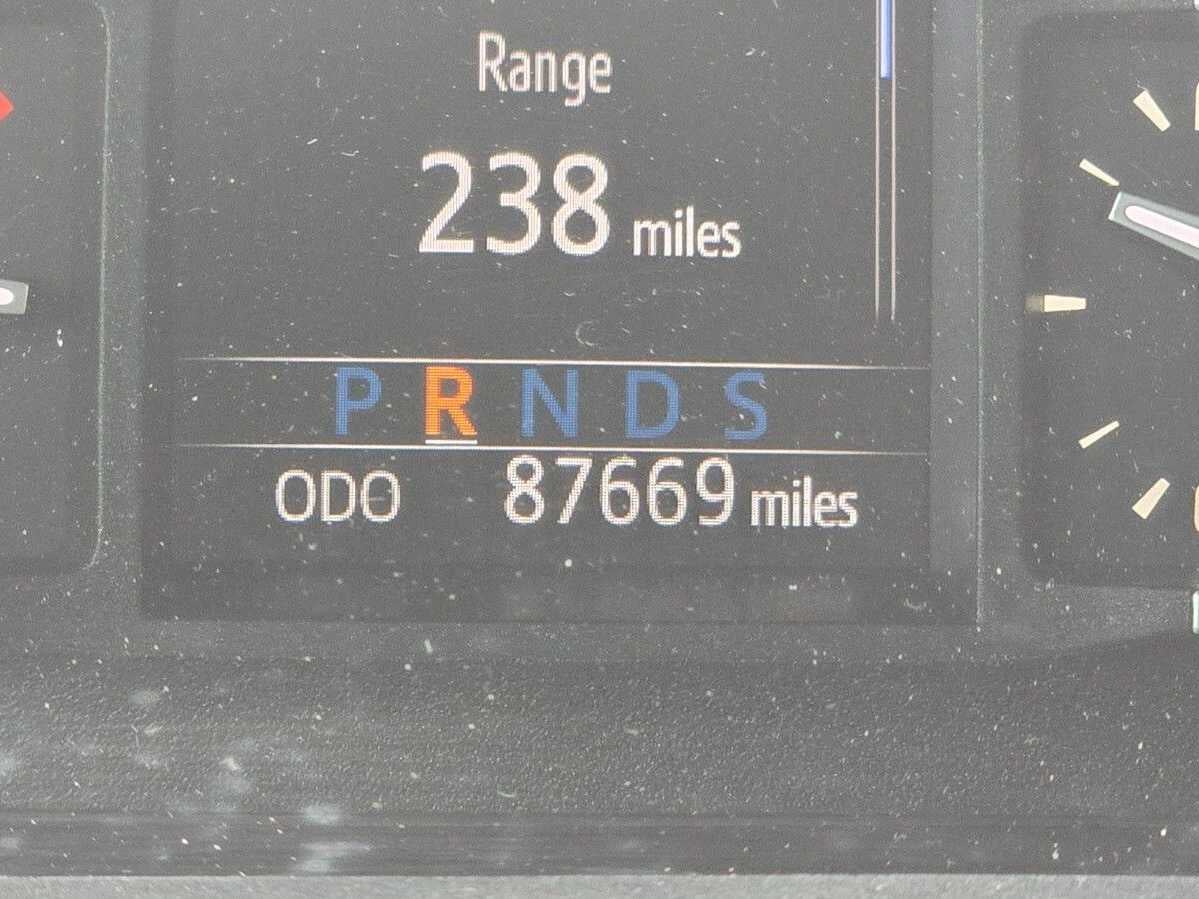 Range
238 miles
P R N D S
ODO 87669 miles